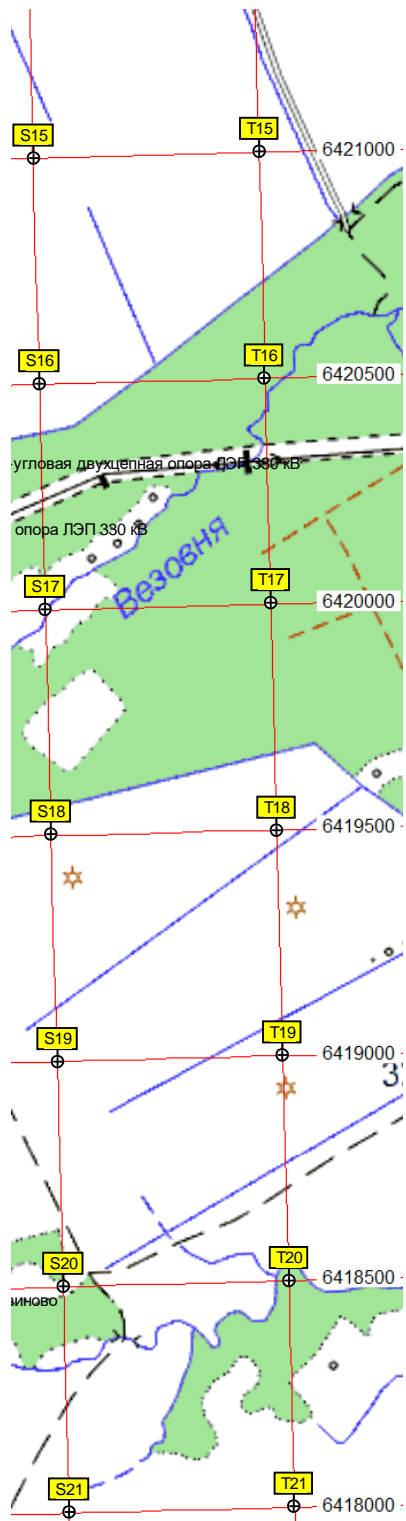 T15
S15
6421000
T16
S16
6420500
угловая двухцепная опора ЛЭП 330 кВ
опора ЛЭП 330 кВ
Везовня
T17
S17
6420000
T18
S18
6419500
T19
S19
6419000
T20
S20
6418500
виново
T21
S21
6418000